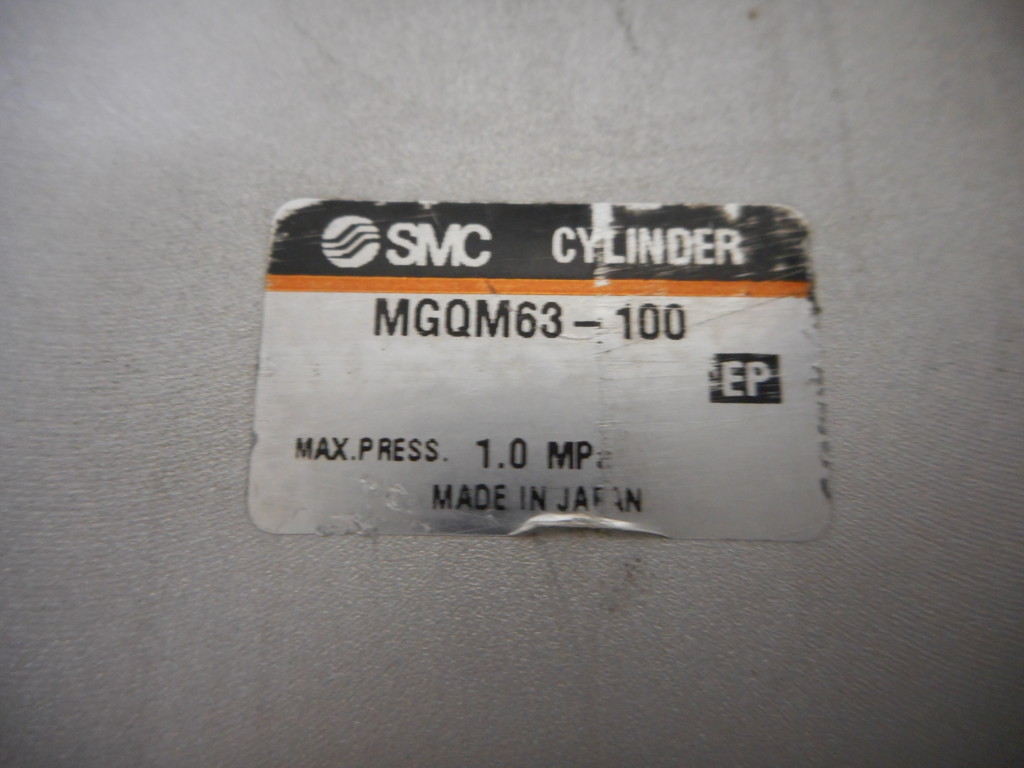 SMC CYLINDER
MGQM63-100
EP
MAX.PRESS. 1.0 MPa
MADE IN JAPAN